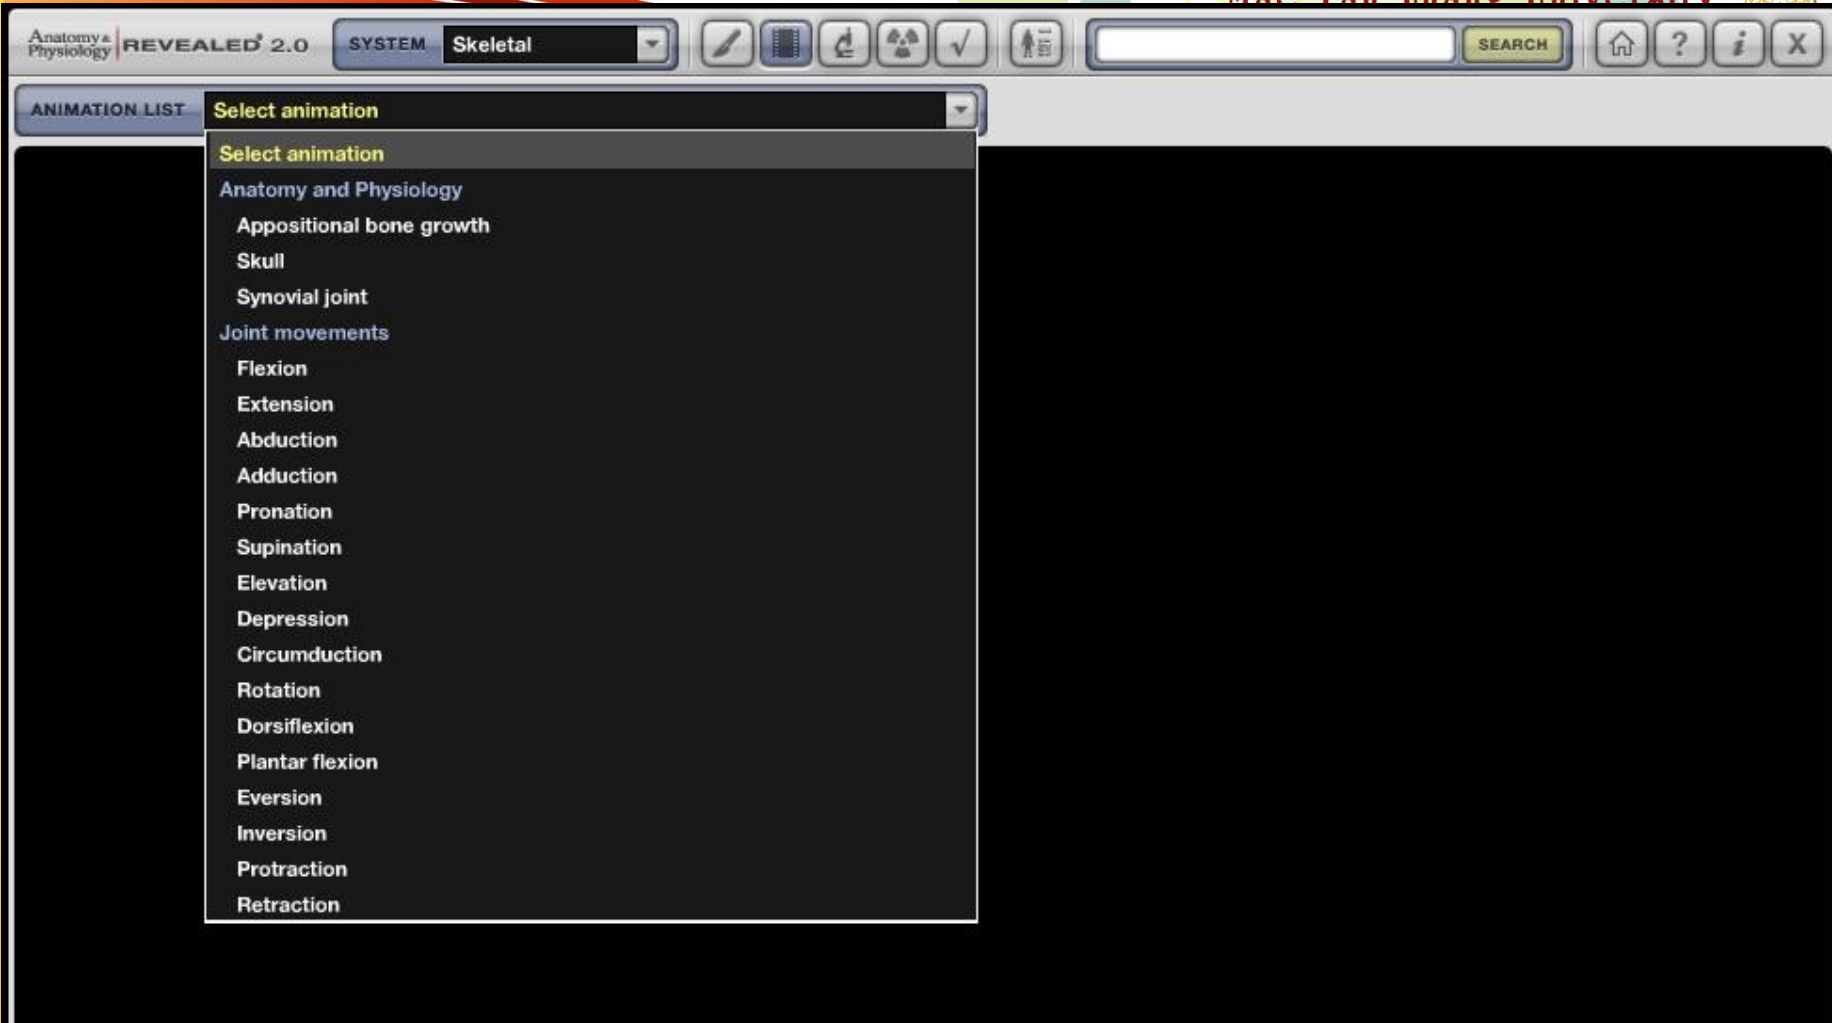 Anatomy &
Physiology REVEALED® 2.0 SYSTEM Skeletal SEARCH ? i X
ANIMATION LIST Select animation
Select animation
Anatomy and Physiology
Appositional bone growth
Skull
Synovial joint
Joint movements
Flexion
Extension
Abduction
Adduction
Pronation
Supination
Elevation
Depression
Circumduction
Rotation
Dorsiflexion
Plantar flexion
Eversion
Inversion
Protraction
Retraction